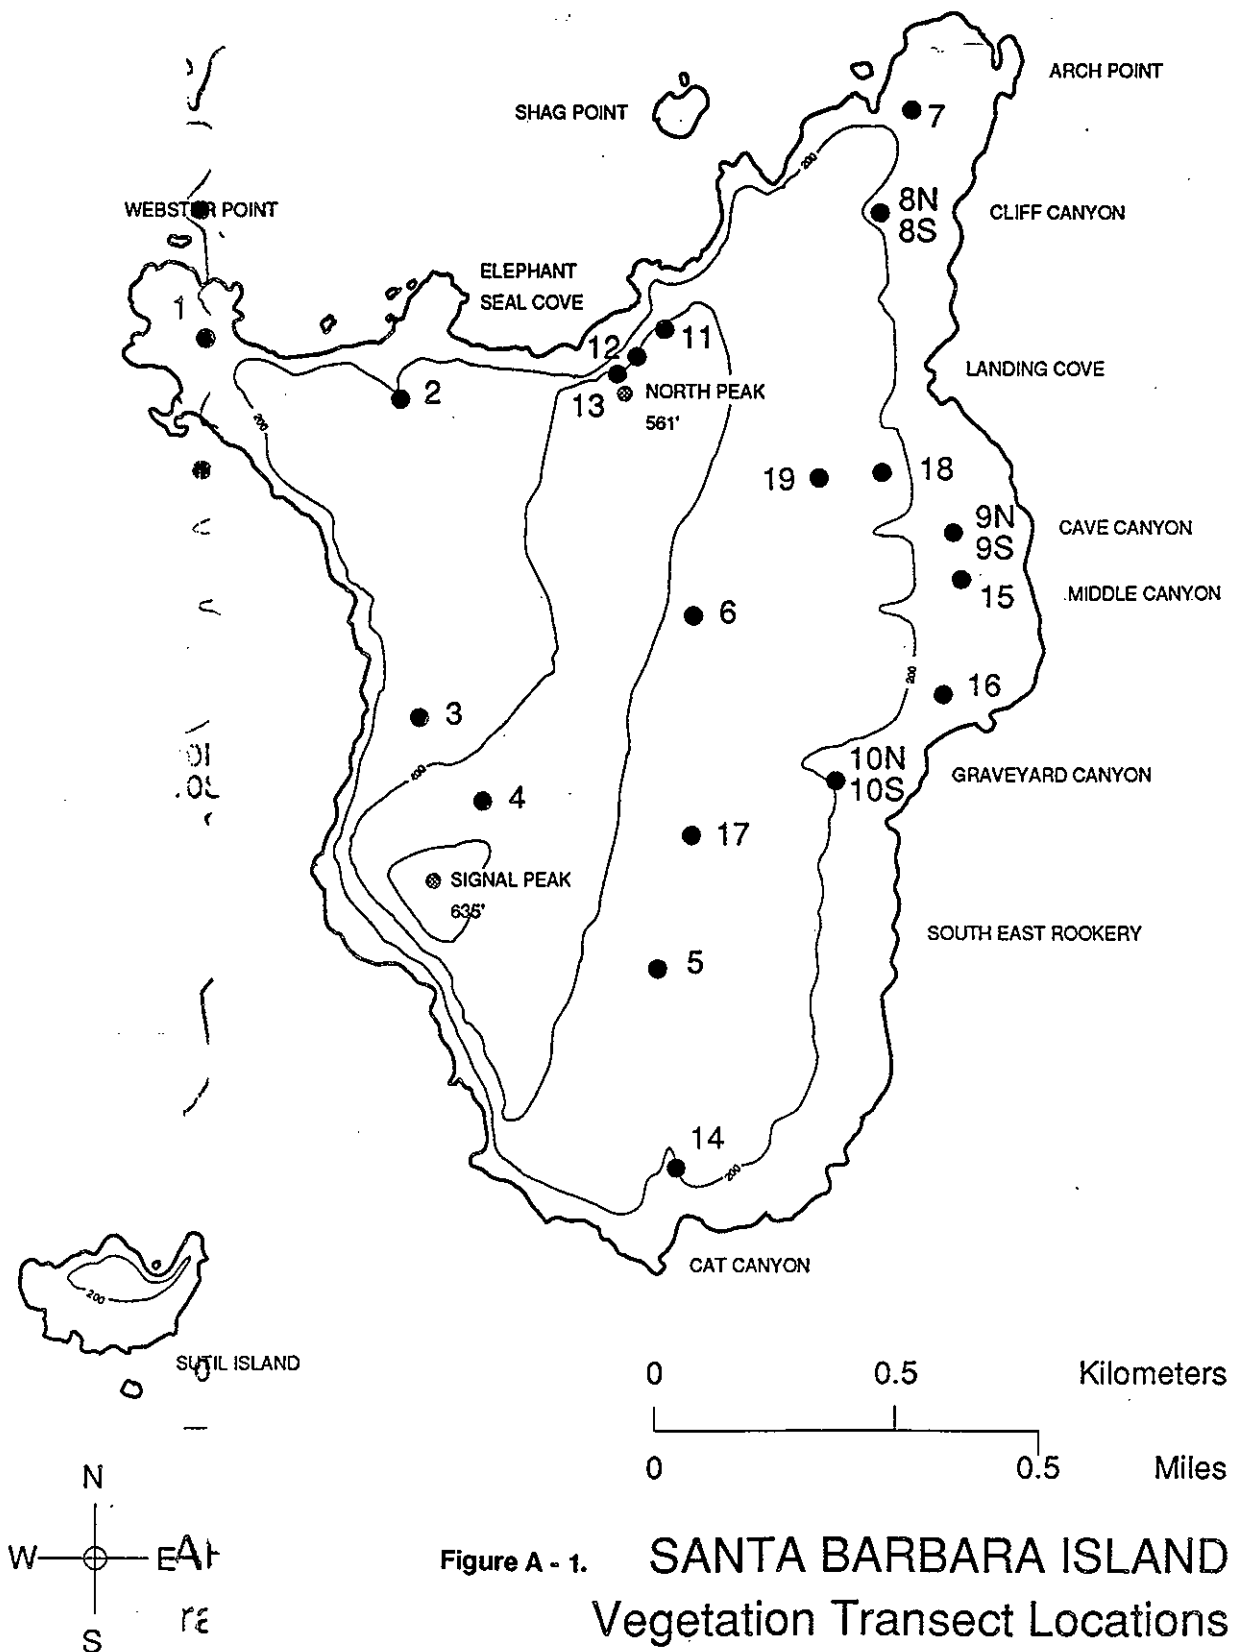 ARCH POINT
SHAG POINT
7
200
WEBSTER POINT
8N
8S
CLIFF CANYON
ELEPHANT
SEAL COVE
1
11
12
LANDING COVE
2
13
NORTH PEAK
561'
200
19
18
9N
9S
CAVE CANYON
15
MIDDLE CANYON
6
200
16
3
10N
10S
GRAVEYARD CANYON
400
4
17
SIGNAL PEAK
635'
SOUTH EAST ROOKERY
5
14
200
CAT CANYON
200
SUTIL ISLAND
0 0.5 Kilometers
0 0.5 Miles
N
W E
S
Figure A - 1. SANTA BARBARA ISLAND
Vegetation Transect Locations